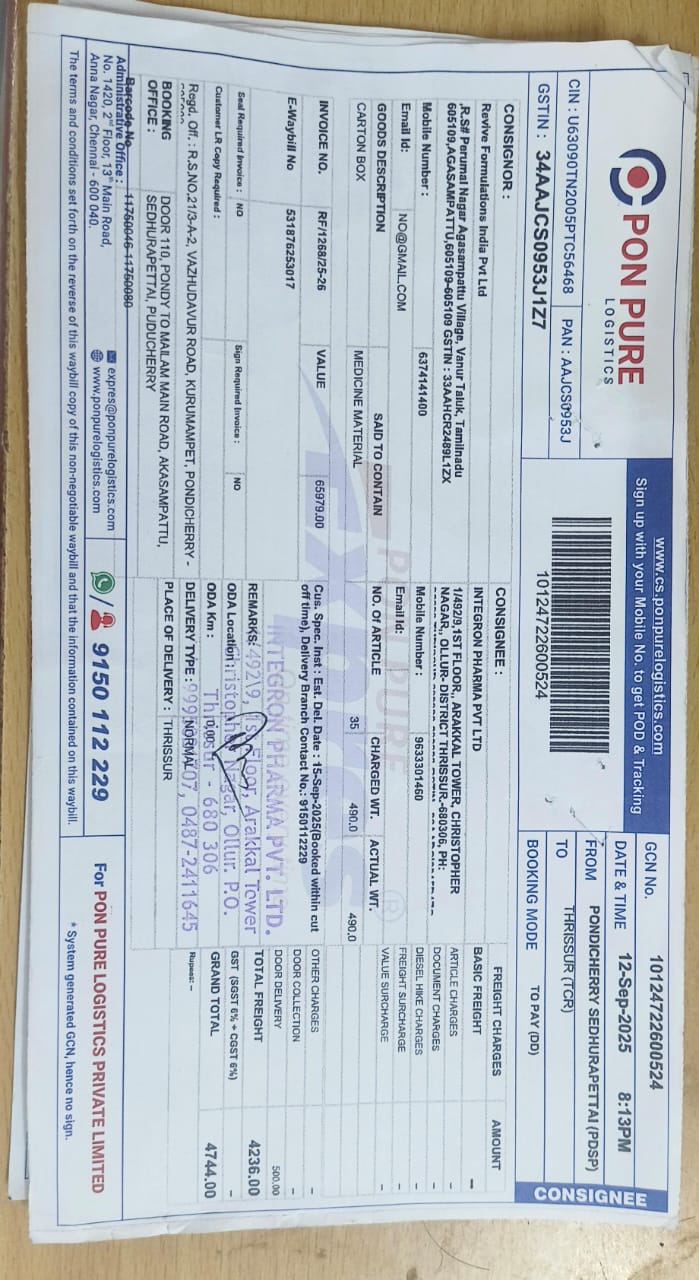 PON PURE
LOGISTICS
CIN : U63090TN2005PTC56468
PAN : AAJCS0953J
GSTIN : 34AAJCS0953J1Z7
www.cs.ponpurelogistics.com
Sign up with your Mobile No. to get POD & Tracking
10124722600524
GCN No. 10124722600524
DATE & TIME 12-Sep-2025 8:13PM
FROM PONDICHERRY SEDHURAPETTAI (PDSP)
TO THRISSUR (TCR)
BOOKING MODE TO PAY (DD)
CONSIGNEE
CONSIGNOR :
Revive Formulations India Pvt Ltd
,R.S# Perumal Nagar Agasampattu Village, Vanur Taluk, Tamilnadu
605109,AGASAMPATTU,605109-605109 GSTIN : 33AAHCR2489L1ZX
Mobile Number : 6374141400
Email Id: NO@GMAIL.COM
CONSIGNEE :
INTEGRON PHARMA PVT LTD
1/492/9,1ST FLOOR,, ARAKKAL TOWER, CHRISTOPHER
NAGAR,, OLLUR- DISTRICT THRISSUR.-680306, PH:
Mobile Number : 9633301460
Email Id:
GOODS DESCRIPTION SAID TO CONTAIN NO. OF ARTICLE CHARGED WT. ACTUAL WT.
CARTON BOX MEDICINE MATERIAL 35 490.0 490.0
INVOICE NO. RF/1268/25-26 VALUE 65979.00
E-Waybill No 531876253017
Cus. Spec. Inst : Est. Del. Date : 15-Sep-2025(Booked within cut
off time), Delivery Branch Contact No.: 9150112229
Seal Required Invoice : NO Sign Required Invoice : NO
Customer LR Copy Required :
REMARKS:
ODA Location :
ODA Km : 0.00
DELIVERY TYPE : NORMAL
PLACE OF DELIVERY : THRISSUR
INTEGRON PHARMA PVT. LTD.
Floor, Arakkal Tower
Ollur. P.O.
- 680 306
0487-2411645
Regd. Off. : R.S.NO,21/3-A-2, VAZHUDAVUR ROAD, KURUMAMPET, PONDICHERRY -
BOOKING OFFICE : DOOR 110, PONDY TO MAILAM MAIN ROAD, AKASAMPATTU,
SEDHURAPETTAI, PUDUCHERRY
FREIGHT CHARGES AMOUNT
BASIC FREIGHT –
ARTICLE CHARGES –
DOCUMENT CHARGES –
DIESEL HIKE CHARGES –
FREIGHT SURCHARGE –
VALUE SURCHARGE –
OTHER CHARGES –
DOOR COLLECTION –
DOOR DELIVERY 500.00
TOTAL FREIGHT 4236.00
GST (SGST 6% + CGST 6%) –
GRAND TOTAL 4744.00
Rupees: –
Barcode No 11760046-11760080
Administrative Office :
No. 1420, 2nd Floor, 13th Main Road,
Anna Nagar, Chennai - 600 040.
expres@ponpurelogistics.com
www.ponpurelogistics.com
9150 112 229
For PON PURE LOGISTICS PRIVATE LIMITED
The terms and conditions set forth on the reverse of this waybill copy of this non-negotiable waybill and that the information contained on this waybill.
* System generated GCN, hence no sign.